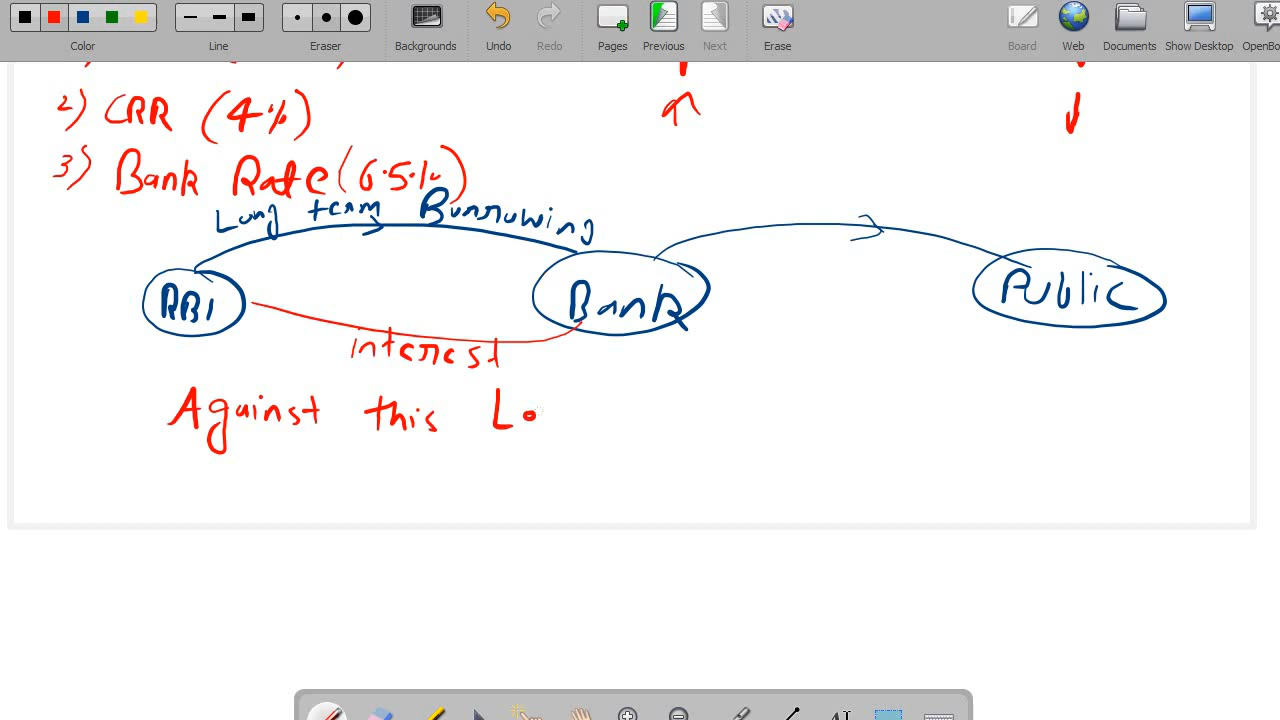 Color Line Eraser Backgrounds Undo Redo Pages Previous Next Erase Board Web Documents Show Desktop OpenBo
2) CRR (4%)
3) Bank Rate (6.5%)
Long term Burrowing
RBI Bank Public
interest
Against this Lo